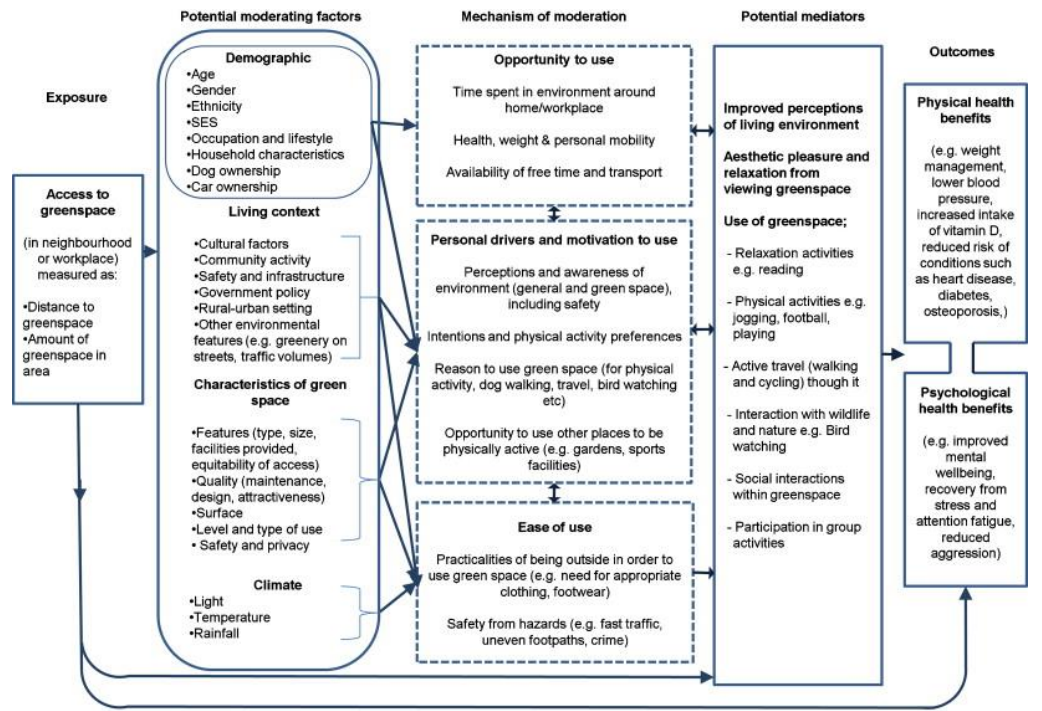 Potential moderating factors
Mechanism of moderation
Potential mediators
Outcomes
Exposure
Access to
greenspace
(in neighbourhood
or workplace)
measured as:
•Distance to
greenspace
•Amount of
greenspace in
area
Demographic
•Age
•Gender
•Ethnicity
•SES
•Occupation and lifestyle
•Household characteristics
•Dog ownership
•Car ownership
Living context
•Cultural factors
•Community activity
•Safety and infrastructure
•Government policy
•Rural-urban setting
•Other environmental
features (e.g. greenery on
streets, traffic volumes)
Characteristics of green
space
•Features (type, size,
facilities provided,
equitability of access)
•Quality (maintenance,
design, attractiveness)
•Surface
•Level and type of use
• Safety and privacy
Climate
•Light
•Temperature
•Rainfall
Opportunity to use
Time spent in environment around
home/workplace
Health, weight & personal mobility
Availability of free time and transport
Personal drivers and motivation to use
Perceptions and awareness of
environment (general and green space),
including safety
Intentions and physical activity preferences
Reason to use green space (for physical
activity, dog walking, travel, bird watching
etc)
Opportunity to use other places to be
physically active (e.g. gardens, sports
facilities)
Ease of use
Practicalities of being outside in order to
use green space (e.g. need for appropriate
clothing, footwear)
Safety from hazards (e.g. fast traffic,
uneven footpaths, crime)
Improved perceptions
of living environment
Aesthetic pleasure and
relaxation from
viewing greenspace
Use of greenspace;
- Relaxation activities
e.g. reading
- Physical activities e.g.
jogging, football,
playing
- Active travel (walking
and cycling) though it
- Interaction with wildlife
and nature e.g. Bird
watching
- Social interactions
within greenspace
- Participation in group
activities
Physical health
benefits
(e.g. weight
management,
lower blood
pressure,
increased intake
of vitamin D,
reduced risk of
conditions such
as heart disease,
diabetes,
osteoporosis,)
Psychological
health benefits
(e.g. improved
mental
wellbeing,
recovery from
stress and
attention fatigue,
reduced
aggression)